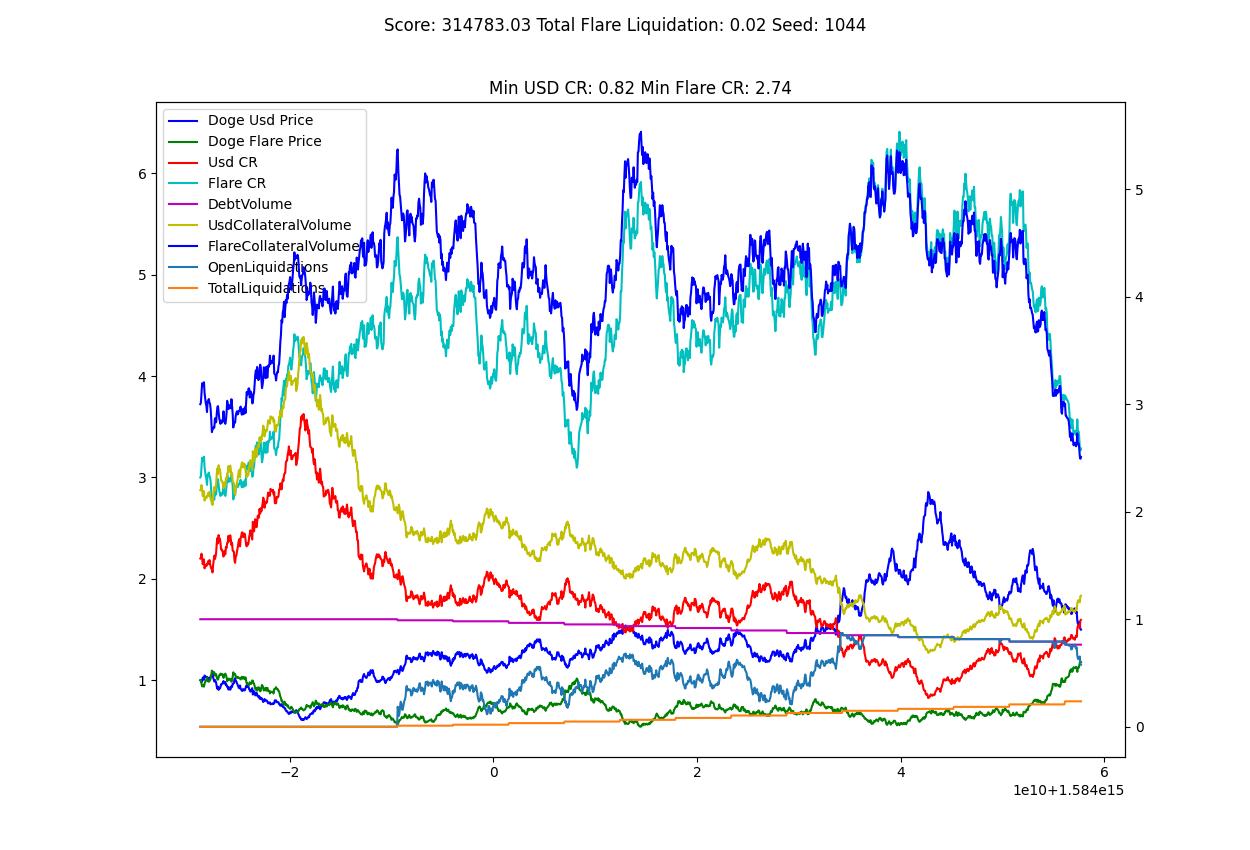 Score: 314783.03 Total Flare Liquidation: 0.02 Seed: 1044
Min USD CR: 0.82 Min Flare CR: 2.74
Doge Usd Price
Doge Flare Price
Usd CR
Flare CR
DebtVolume
UsdCollateralVolume
FlareCollateralVolume
OpenLiquidations
TotalLiquidations
6
5
4
3
2
1
5
4
3
2
1
0
−2
0
2
4
6
1e10+1.584e15